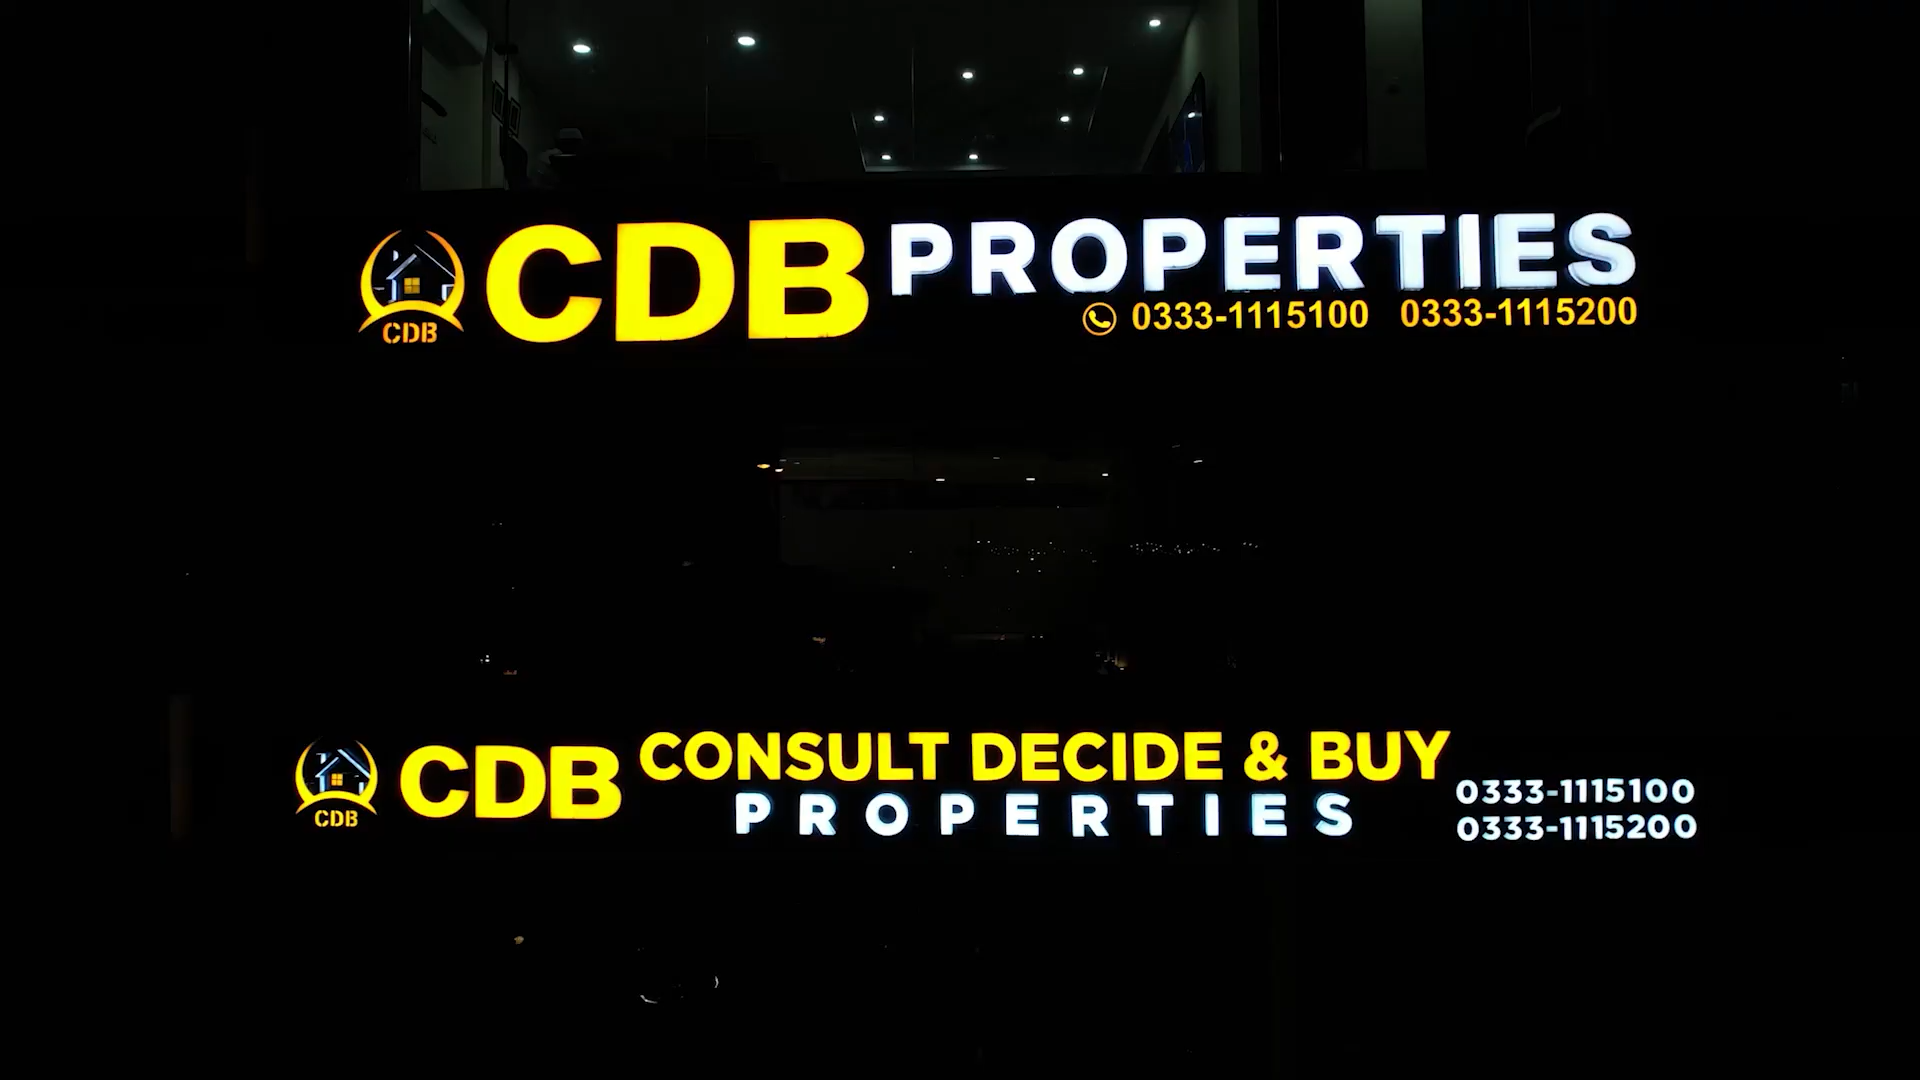 CDB PROPERTIES
CDB
0333-1115100 0333-1115200
CDB CONSULT DECIDE & BUY
PROPERTIES
CDB
0333-1115100
0333-1115200